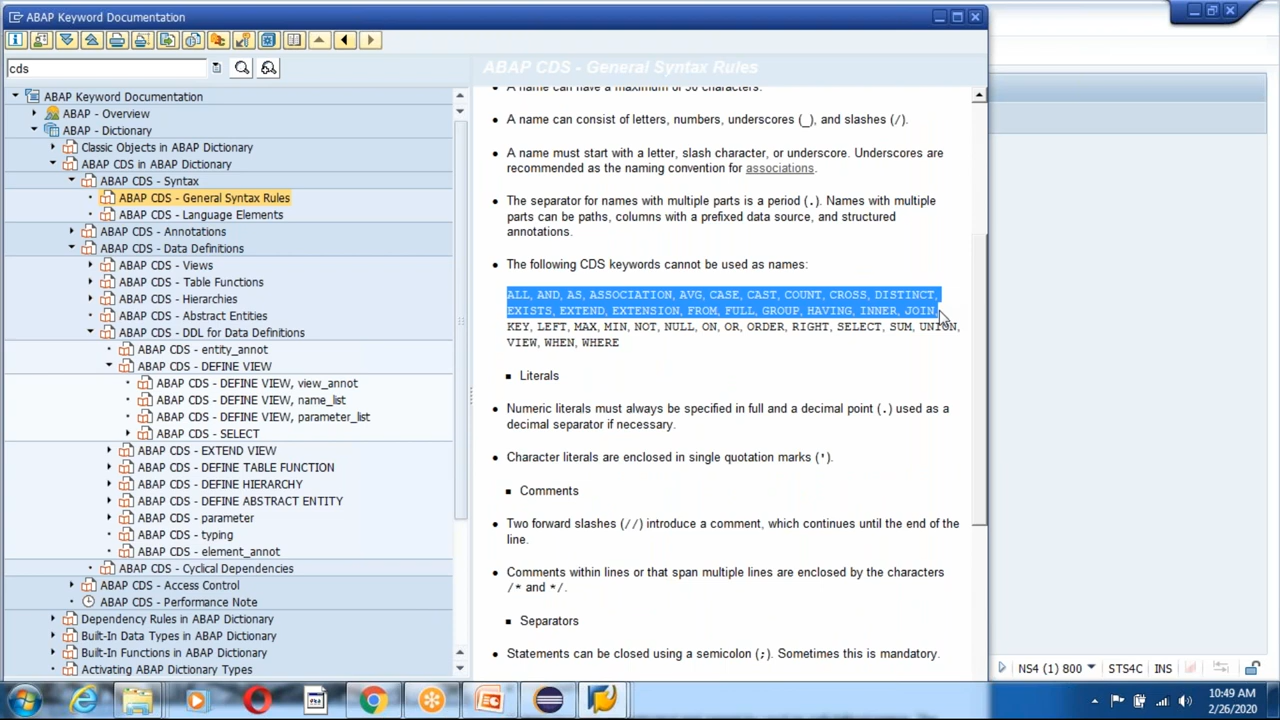 ABAP Keyword Documentation
cds
ABAP Keyword Documentation
ABAP - Overview
ABAP - Dictionary
Classic Objects in ABAP Dictionary
ABAP CDS in ABAP Dictionary
ABAP CDS - Syntax
ABAP CDS - General Syntax Rules
ABAP CDS - Language Elements
ABAP CDS - Annotations
ABAP CDS - Data Definitions
ABAP CDS - Views
ABAP CDS - Table Functions
ABAP CDS - Hierarchies
ABAP CDS - Abstract Entities
ABAP CDS - DDL for Data Definitions
ABAP CDS - entity_annot
ABAP CDS - DEFINE VIEW
ABAP CDS - DEFINE VIEW, view_annot
ABAP CDS - DEFINE VIEW, name_list
ABAP CDS - DEFINE VIEW, parameter_list
ABAP CDS - SELECT
ABAP CDS - EXTEND VIEW
ABAP CDS - DEFINE TABLE FUNCTION
ABAP CDS - DEFINE HIERARCHY
ABAP CDS - DEFINE ABSTRACT ENTITY
ABAP CDS - parameter
ABAP CDS - typing
ABAP CDS - element_annot
ABAP CDS - Cyclical Dependencies
ABAP CDS - Access Control
ABAP CDS - Performance Note
Dependency Rules in ABAP Dictionary
Built-In Data Types in ABAP Dictionary
Built-In Functions in ABAP Dictionary
Activating ABAP Dictionary Types
ABAP CDS - General Syntax Rules
A name can have a maximum of 30 characters.
A name can consist of letters, numbers, underscores (_), and slashes (/).
A name must start with a letter, slash character, or underscore. Underscores are
recommended as the naming convention for associations.
The separator for names with multiple parts is a period (.). Names with multiple
parts can be paths, columns with a prefixed data source, and structured
annotations.
The following CDS keywords cannot be used as names:
ALL, AND, AS, ASSOCIATION, AVG, CASE, CAST, COUNT, CROSS, DISTINCT,
EXISTS, EXTEND, EXTENSION, FROM, FULL, GROUP, HAVING, INNER, JOIN,
KEY, LEFT, MAX, MIN, NOT, NULL, ON, OR, ORDER, RIGHT, SELECT, SUM, UNION,
VIEW, WHEN, WHERE
Literals
Numeric literals must always be specified in full and a decimal point (.) used as a
decimal separator if necessary.
Character literals are enclosed in single quotation marks (').
Comments
Two forward slashes (//) introduce a comment, which continues until the end of the
line.
Comments within lines or that span multiple lines are enclosed by the characters
/* and */.
Separators
Statements can be closed using a semicolon (;). Sometimes this is mandatory.
NS4 (1) 800
STS4C
INS
10:49 AM
2/26/2020